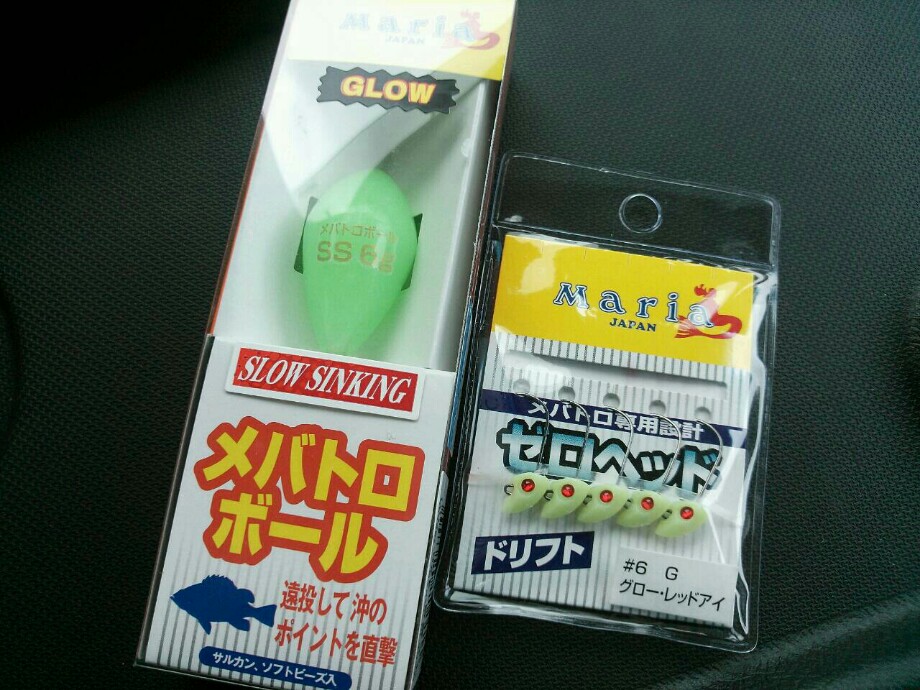 Maria
JAPAN
GLOW
メバトロボール
SS 6g
SLOW SINKING
メバトロ
ボール
遠投して沖の
ポイントを直撃
サルカン、ソフトビーズ入
Maria
JAPAN
メバトロ専用設計
ゼロヘッド
ドリフト
#6 G
グロー・レッドアイ